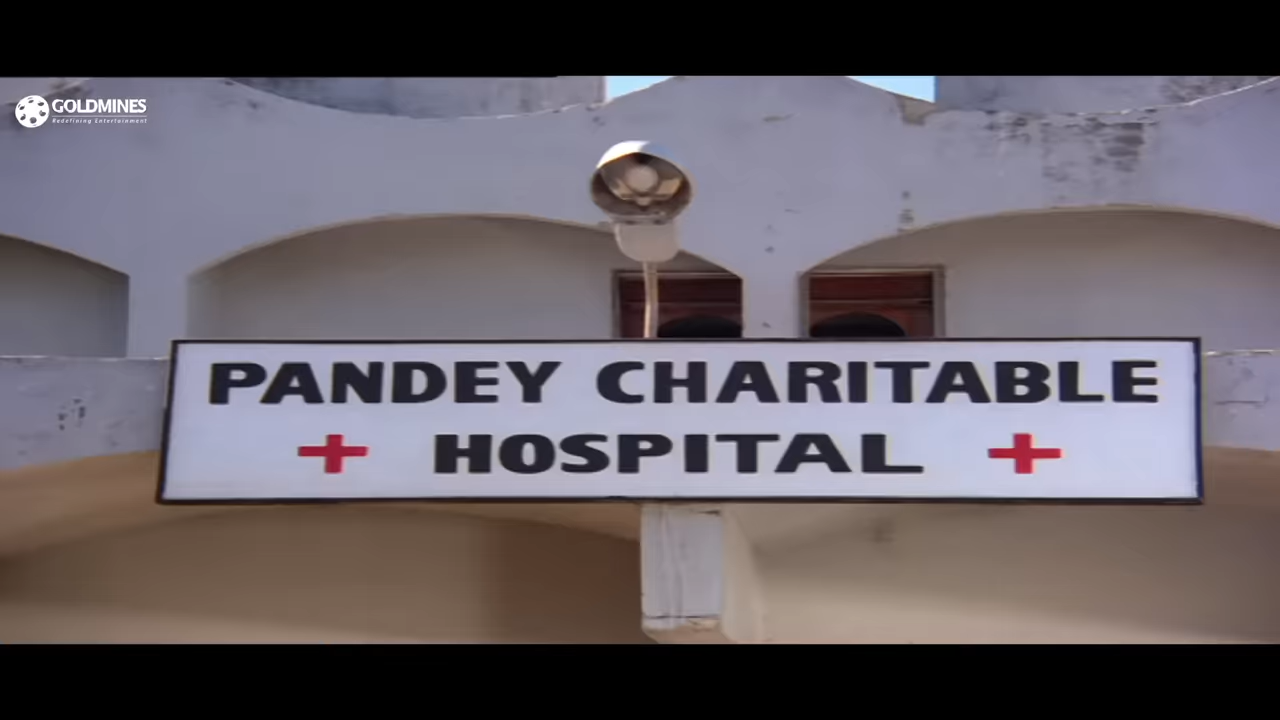 GOLDMINES
Redefining Entertainment
PANDEY CHARITABLE
+ HOSPITAL +